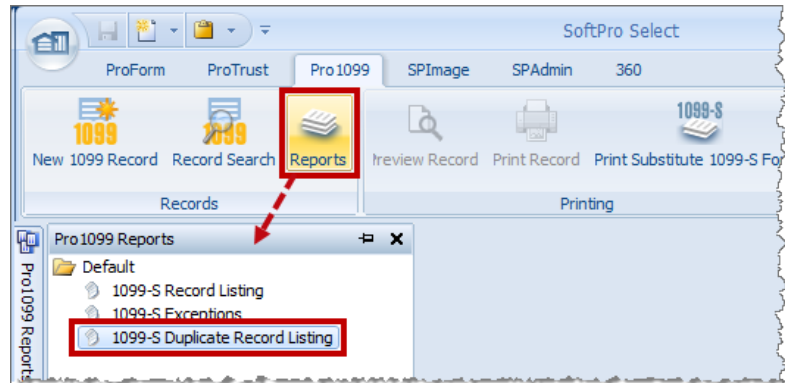 SoftPro Select
ProForm ProTrust Pro1099 SPImage SPAdmin 360
1099 1099 1099-S
New 1099 Record Record Search Reports Preview Record Print Record Print Substitute 1099-S For
Records Printing
Pro1099 Reports
Pro1099 Reports
Default
1099-S Record Listing
1099-S Exceptions
1099-S Duplicate Record Listing